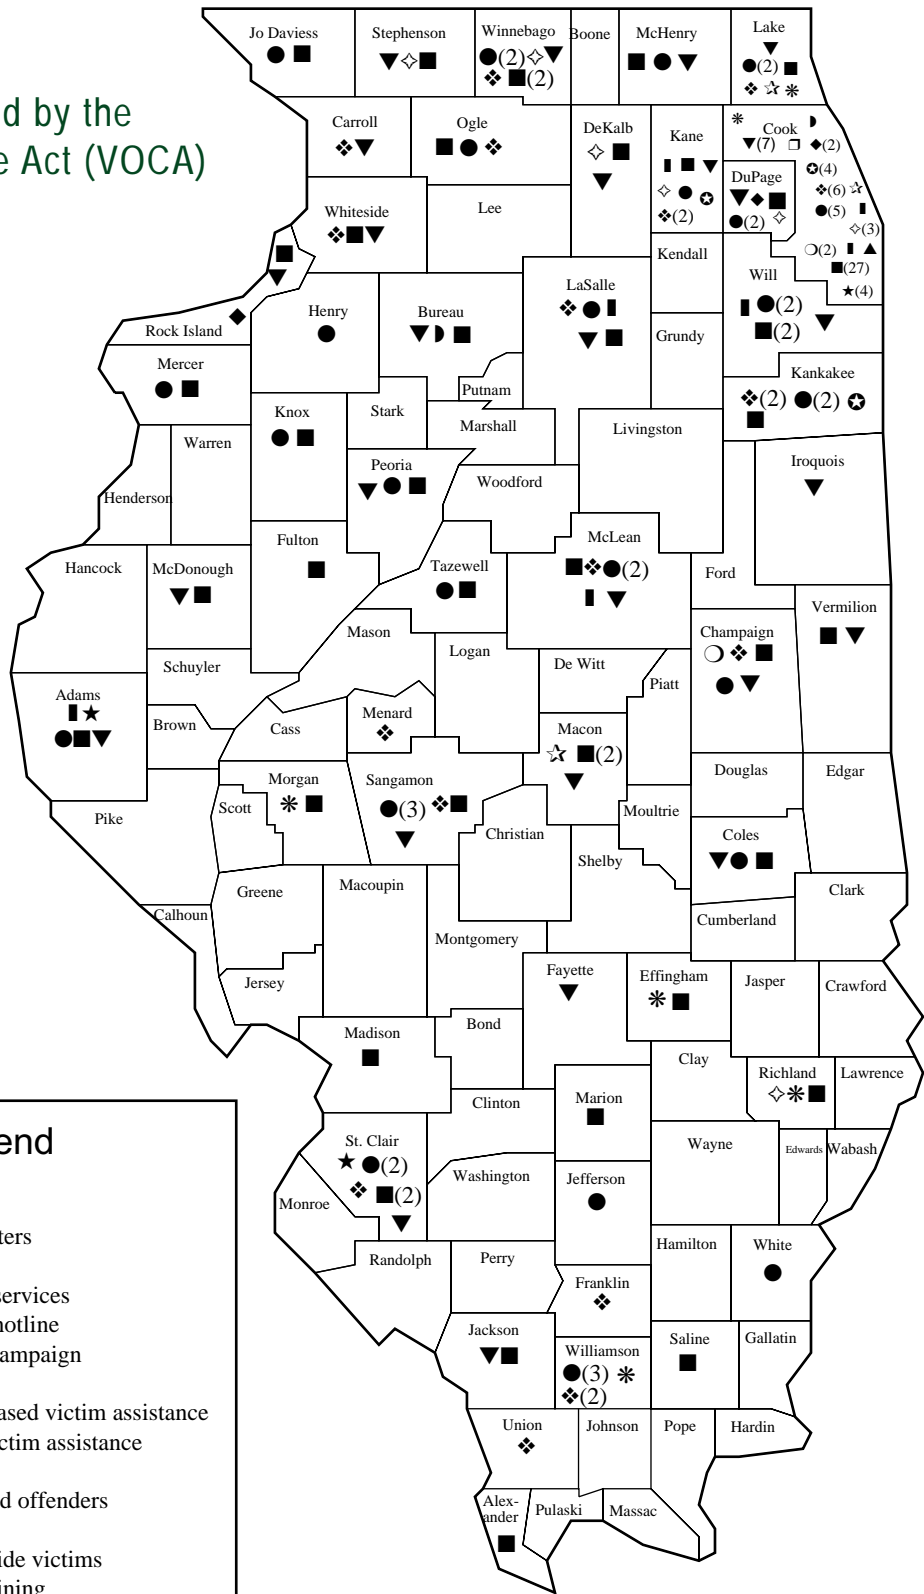 d by the
e Act (VOCA)
Jo Daviess
Stephenson
Winnebago
Boone
McHenry
Lake
(2)
(2)
(2)
Carroll
Ogle
DeKalb
Kane
(2)
Cook
(7)
(2)
(4)
(6)
(5)
(3)
(2)
(27)
(4)
DuPage
(2)
Whiteside
Lee
Kendall
Will
(2)
(2)
Rock Island
Henry
Bureau
LaSalle
Grundy
Kankakee
(2) (2)
Mercer
Putnam
Knox
Stark
Marshall
Livingston
Warren
Peoria
Woodford
Iroquois
Henderson
Fulton
McLean
(2)
Hancock
McDonough
Tazewell
Ford
Vermilion
Mason
Champaign
Schuyler
Logan
De Witt
Piatt
Adams
Brown
Cass
Menard
Macon
(2)
Morgan
Sangamon
(3)
Douglas
Edgar
Pike
Scott
Christian
Moultrie
Coles
Shelby
Greene
Macoupin
Clark
Calhoun
Cumberland
Montgomery
Jersey
Fayette
Effingham
Jasper
Crawford
Madison
Bond
Clay
Richland
Lawrence
Clinton
Marion
St. Clair
(2)
(2)
Wayne
Edwards
Wabash
Washington
Jefferson
Monroe
Randolph
Perry
Hamilton
White
Franklin
Jackson
Williamson
(3)
(2)
Saline
Gallatin
Union
Johnson
Pope
Hardin
Alex-
ander
Pulaski
Massac
end
ters
services
hotline
ampaign
ased victim assistance
ctim assistance
d offenders
ide victims
ining